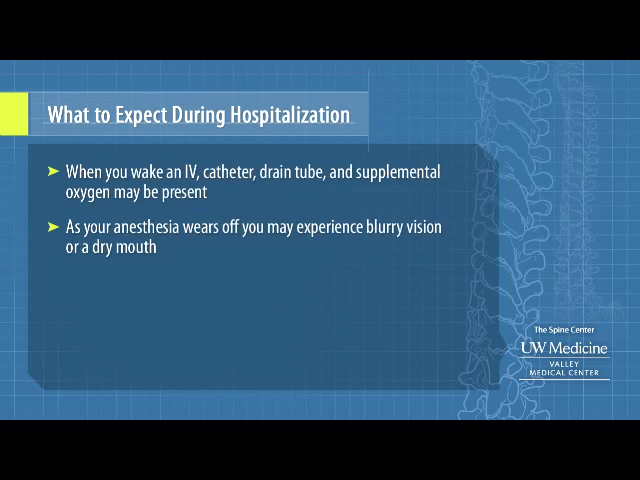 What to Expect During Hospitalization
When you wake an IV, catheter, drain tube, and supplemental
oxygen may be present
As your anesthesia wears off you may experience blurry vision
or a dry mouth
The Spine Center
UW Medicine
VALLEY
MEDICAL CENTER